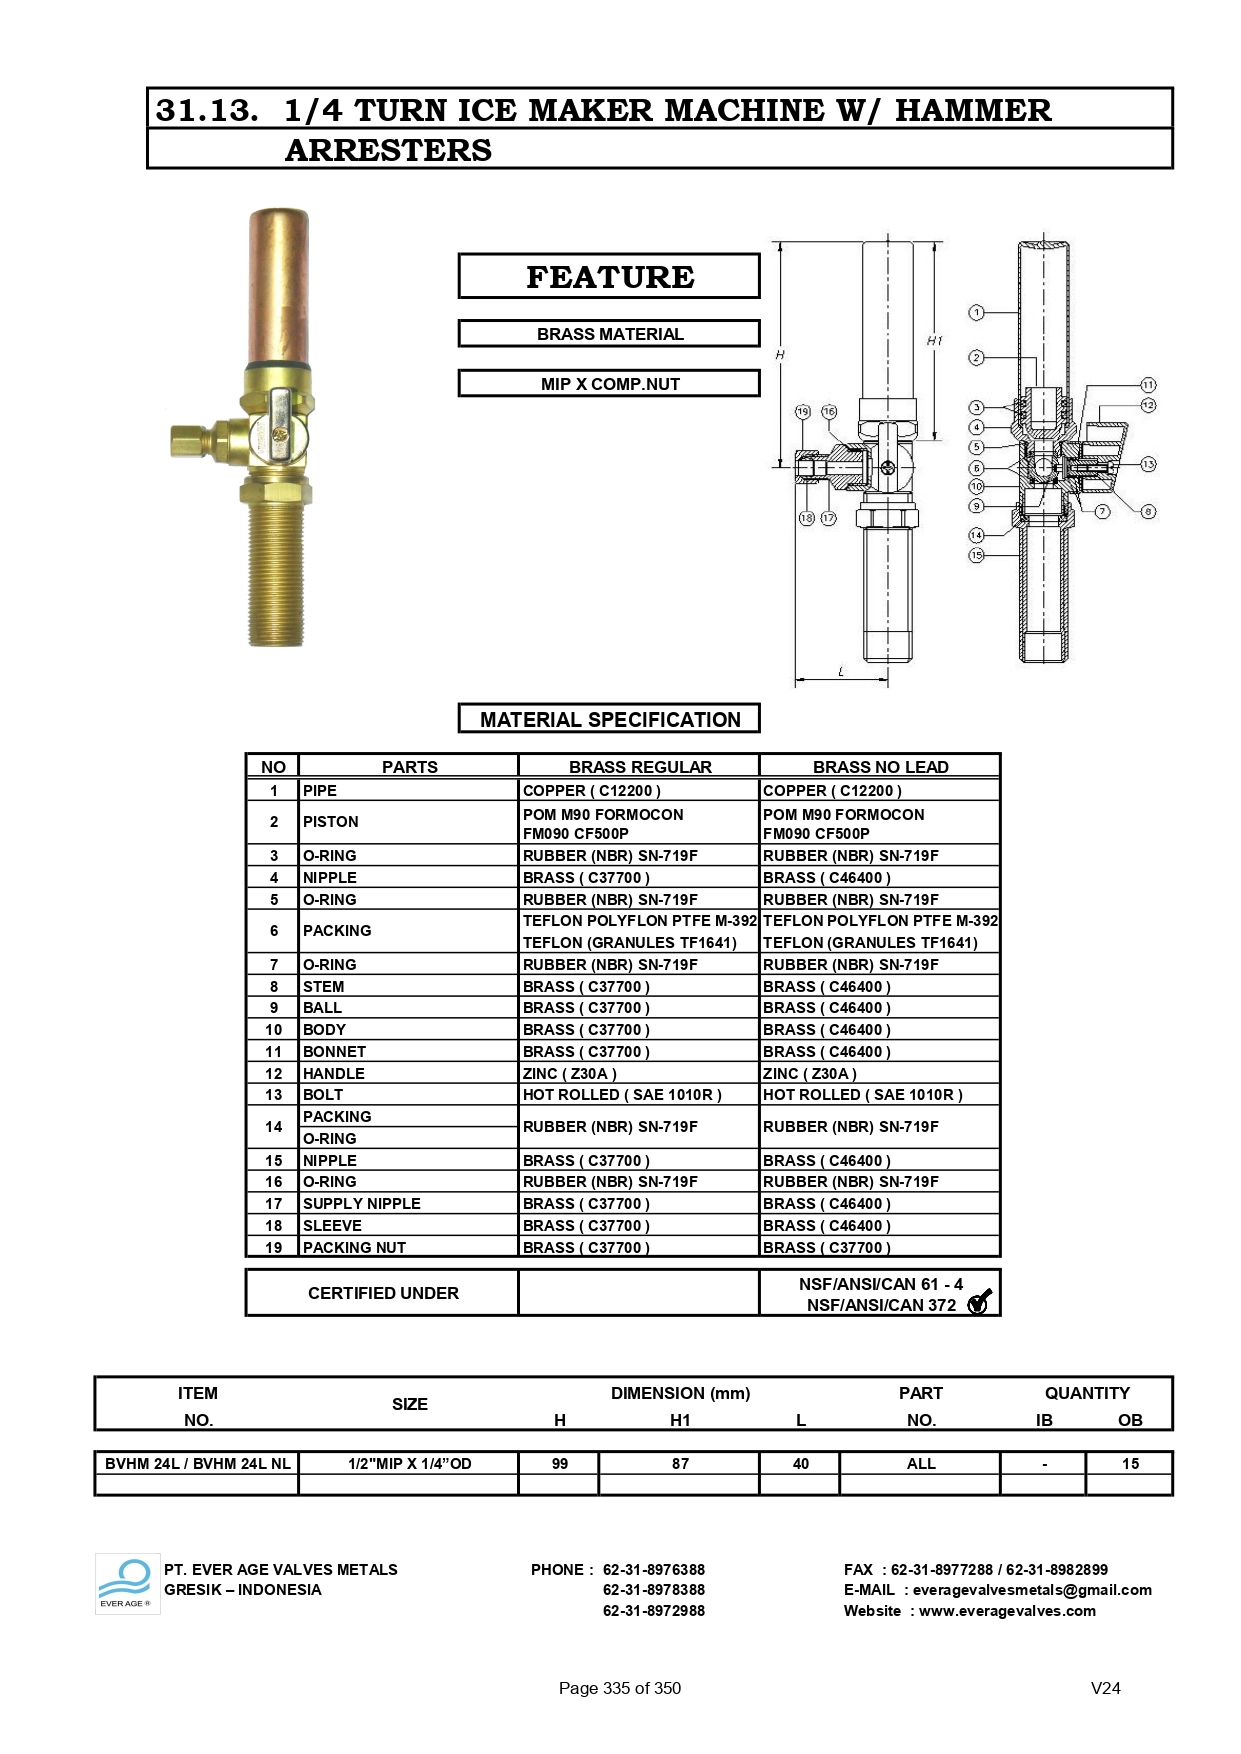 31.13. 1/4 TURN ICE MAKER MACHINE W/ HAMMER
ARRESTERS
FEATURE
BRASS MATERIAL
MIP X COMP.NUT
H
H1
L
19
16
18
17
1
2
3
4
5
6
10
9
14
15
11
12
13
7
8
MATERIAL SPECIFICATION
NO PARTS BRASS REGULAR BRASS NO LEAD
1 PIPE COPPER ( C12200 ) COPPER ( C12200 )
2 PISTON POM M90 FORMOCON FM090 CF500P POM M90 FORMOCON FM090 CF500P
3 O-RING RUBBER (NBR) SN-719F RUBBER (NBR) SN-719F
4 NIPPLE BRASS ( C37700 ) BRASS ( C46400 )
5 O-RING RUBBER (NBR) SN-719F RUBBER (NBR) SN-719F
6 PACKING TEFLON POLYFLON PTFE M-392 TEFLON (GRANULES TF1641) TEFLON POLYFLON PTFE M-392 TEFLON (GRANULES TF1641)
7 O-RING RUBBER (NBR) SN-719F RUBBER (NBR) SN-719F
8 STEM BRASS ( C37700 ) BRASS ( C46400 )
9 BALL BRASS ( C37700 ) BRASS ( C46400 )
10 BODY BRASS ( C37700 ) BRASS ( C46400 )
11 BONNET BRASS ( C37700 ) BRASS ( C46400 )
12 HANDLE ZINC ( Z30A ) ZINC ( Z30A )
13 BOLT HOT ROLLED ( SAE 1010R ) HOT ROLLED ( SAE 1010R )
14 PACKING O-RING RUBBER (NBR) SN-719F RUBBER (NBR) SN-719F
15 NIPPLE BRASS ( C37700 ) BRASS ( C46400 )
16 O-RING RUBBER (NBR) SN-719F RUBBER (NBR) SN-719F
17 SUPPLY NIPPLE BRASS ( C37700 ) BRASS ( C46400 )
18 SLEEVE BRASS ( C37700 ) BRASS ( C46400 )
19 PACKING NUT BRASS ( C37700 ) BRASS ( C37700 )
CERTIFIED UNDER NSF/ANSI/CAN 61 - 4
NSF/ANSI/CAN 372
ITEM SIZE DIMENSION (mm) PART QUANTITY
NO. H H1 L NO. IB OB
BVHM 24L / BVHM 24L NL 1/2"MIP X 1/4”OD 99 87 40 ALL - 15
EVER AGE ®
PT. EVER AGE VALVES METALS PHONE : 62-31-8976388 FAX : 62-31-8977288 / 62-31-8982899
GRESIK – INDONESIA 62-31-8978388 E-MAIL : everagevalvesmetals@gmail.com
62-31-8972988 Website : www.everagevalves.com
Page 335 of 350 V24